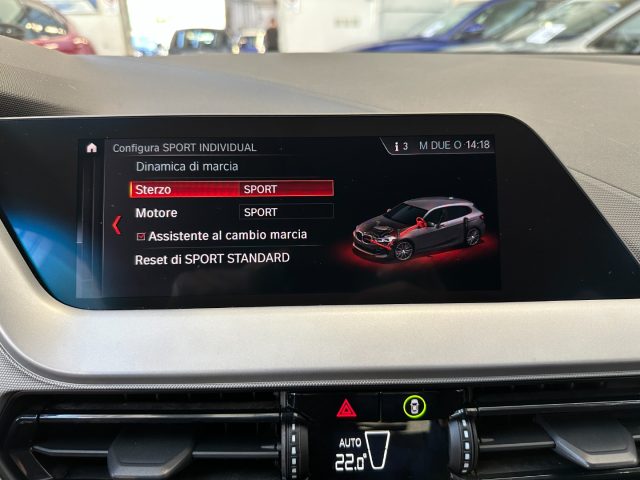 Configura SPORT INDIVIDUAL
i 3 M DUE O 14:18
Dinamica di marcia
Sterzo SPORT
Motore SPORT
Assistente al cambio marcia
Reset di SPORT STANDARD
AUTO
22.0°